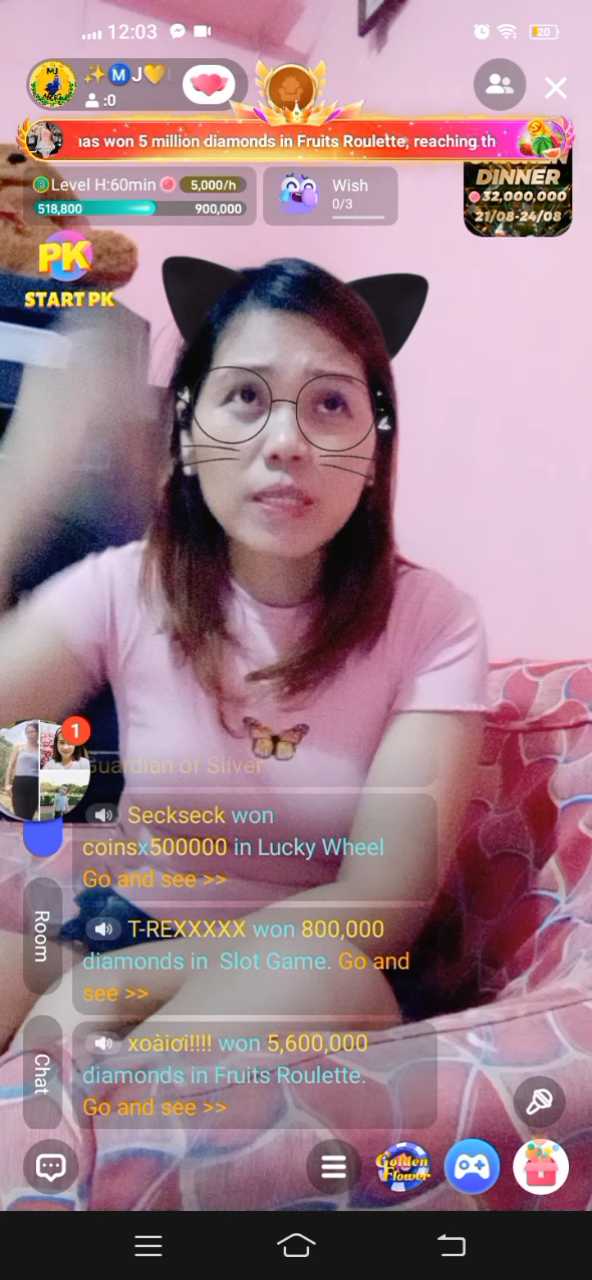 12:03
20
MJ
✨ⓂJ💛
:0
has won 5 million diamonds in Fruits Roulette, reaching th
Level H:60min
5,000/h
518,800
900,000
Wish
0/3
DINNER
32,000,000
21/08-24/08
PK
START PK
1
Guardian of Silver
Seckseck won
coinsx500000 in Lucky Wheel
Go and see >>
T-REXXXXX won 800,000
diamonds in Slot Game. Go and
see >>
xoàiơi!!!! won 5,600,000
diamonds in Fruits Roulette.
Go and see >>
Room
Chat
Golden
Flower